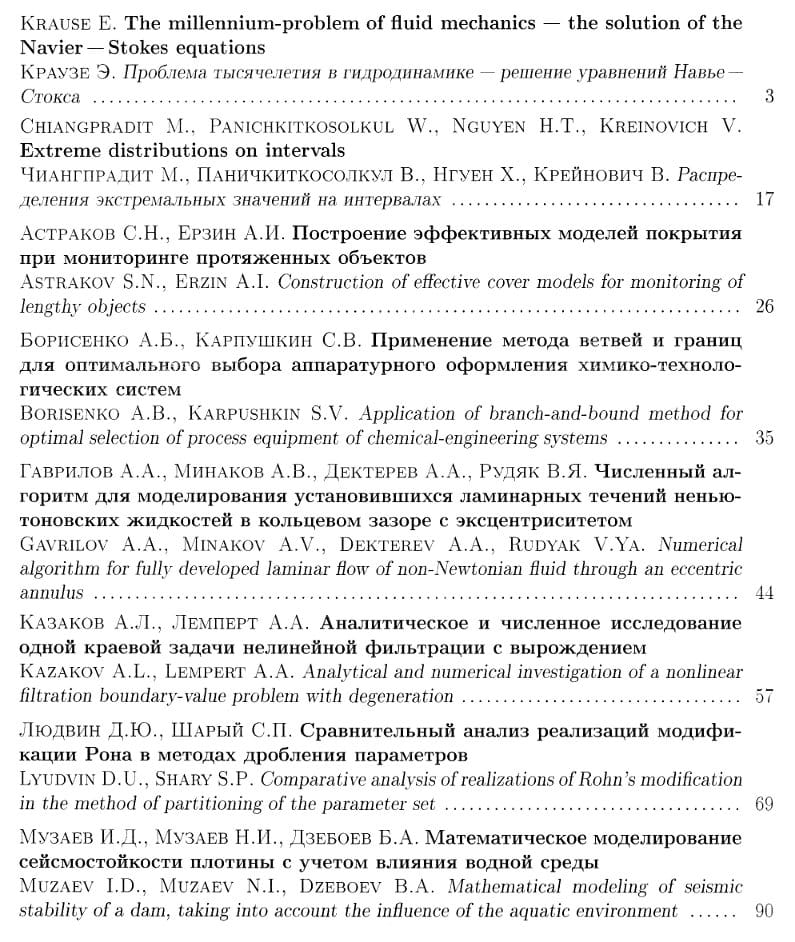 KRAUSE E. The millennium-problem of fluid mechanics — the solution of the
Navier — Stokes equations
КРАУЗЕ Э. Проблема тысячелетия в гидродинамике — решение уравнений Навье —
Стокса ........................................................................ 3
CHIANGPRADIT M., PANICHKITKOSOLKUL W., NGUYEN H.T., KREINOVICH V.
Extreme distributions on intervals
ЧИАНГПРАДИТ М., ПАНИЧКИТКОСОЛКУЛ В., НГУЕН Х., КРЕЙНОВИЧ В. Распре-
деления экстремальных значений на интервалах ................................. 17
АСТРАКОВ С.Н., ЕРЗИН А.И. Построение эффективных моделей покрытия
при мониторинге протяженных объектов
ASTRAKOV S.N., ERZIN A.I. Construction of effective cover models for monitoring of
lengthy objects ................................................................. 26
БОРИСЕНКО А.Б., КАРПУШКИН С.В. Применение метода ветвей и границ
для оптимального выбора аппаратурного оформления химико-техноло-
гических систем
BORISENKO A.B., KARPUSHKIN S.V. Application of branch-and-bound method for
optimal selection of process equipment of chemical-engineering systems .............. 35
ГАВРИЛОВ А.А., МИНАКОВ А.В., ДЕКТЕРЕВ А.А., РУДЯК В.Я. Численный ал-
горитм для моделирования установившихся ламинарных течений ненью-
тоновских жидкостей в кольцевом зазоре с эксцентриситетом
GAVRILOV A.A., MINAKOV A.V., DEKTEREV A.A., RUDYAK V.YA. Numerical
algorithm for fully developed laminar flow of non-Newtonian fluid through an eccentric
annulus ........................................................................ 44
КАЗАКОВ А.Л., ЛЕМПЕРТ А.А. Аналитическое и численное исследование
одной краевой задачи нелинейной фильтрации с вырождением
KAZAKOV A.L., LEMPERT A.A. Analytical and numerical investigation of a nonlinear
filtration boundary-value problem with degeneration ................................ 57
ЛЮДВИН Д.Ю., ШАРЫЙ С.П. Сравнительный анализ реализаций модифи-
кации Рона в методах дробления параметров
LYUDVIN D.U., SHARY S.P. Comparative analysis of realizations of Rohn's modification
in the method of partitioning of the parameter set .................................. 69
МУЗАЕВ И.Д., МУЗАЕВ Н.И., ДЗЕБОЕВ Б.А. Математическое моделирование
сейсмостойкости плотины с учетом влияния водной среды
MUZAEV I.D., MUZAEV N.I., DZEBOEV B.A. Mathematical modeling of seismic
stability of a dam, taking into account the influence of the aquatic environment ...... 90